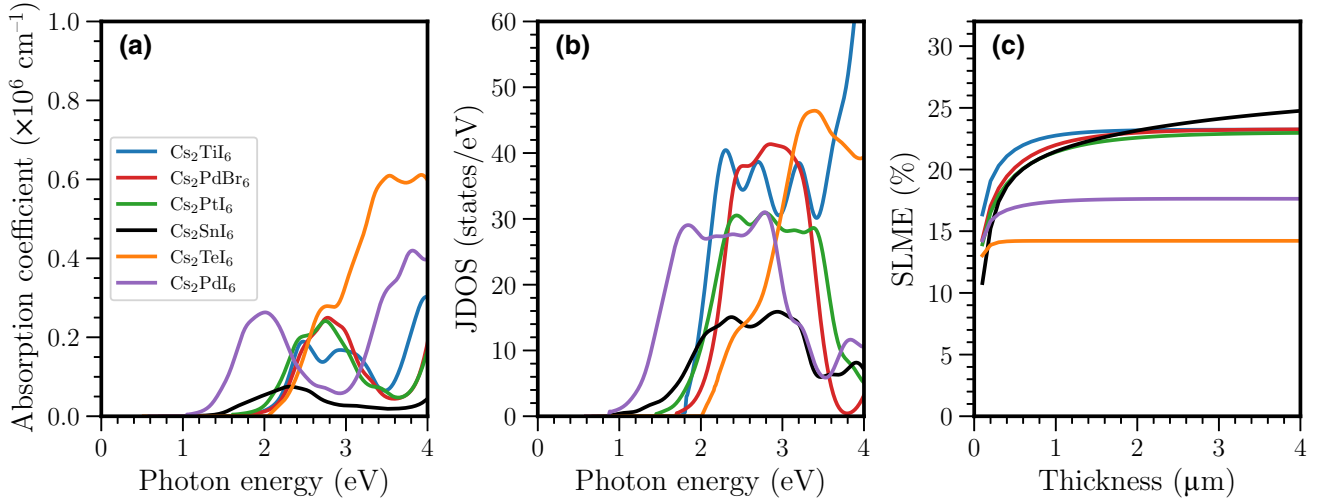 (a)
Absorption coefficient (×10⁶ cm⁻¹)
1.0
0.8
0.6
0.4
0.2
0.0
Cs₂TiI₆
Cs₂PdBr₆
Cs₂PtI₆
Cs₂SnI₆
Cs₂TeI₆
Cs₂PdI₆
0 1 2 3 4
Photon energy (eV)
(b)
JDOS (states/eV)
60
50
40
30
20
10
0
0 1 2 3 4
Photon energy (eV)
(c)
SLME (%)
30
25
20
15
10
5
0
0 1 2 3 4
Thickness (μm)